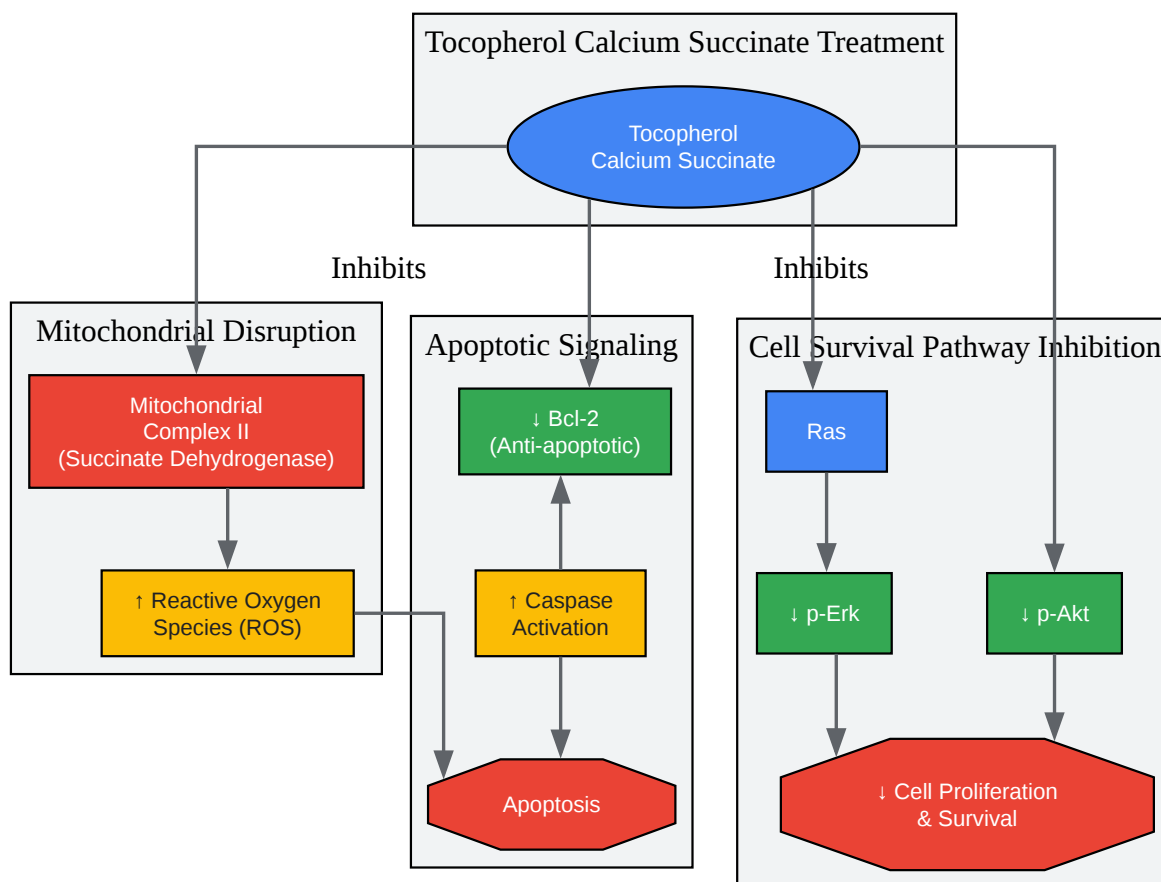 Tocopherol Calcium Succinate Treatment
Tocopherol
Calcium Succinate
Inhibits
Inhibits
Mitochondrial Disruption
Mitochondrial
Complex II
(Succinate Dehydrogenase)
↑ Reactive Oxygen
Species (ROS)
Apoptotic Signaling
↓ Bcl-2
(Anti-apoptotic)
↑ Caspase
Activation
Apoptosis
Cell Survival Pathway Inhibition
Ras
↓ p-Erk
↓ p-Akt
↓ Cell Proliferation
& Survival